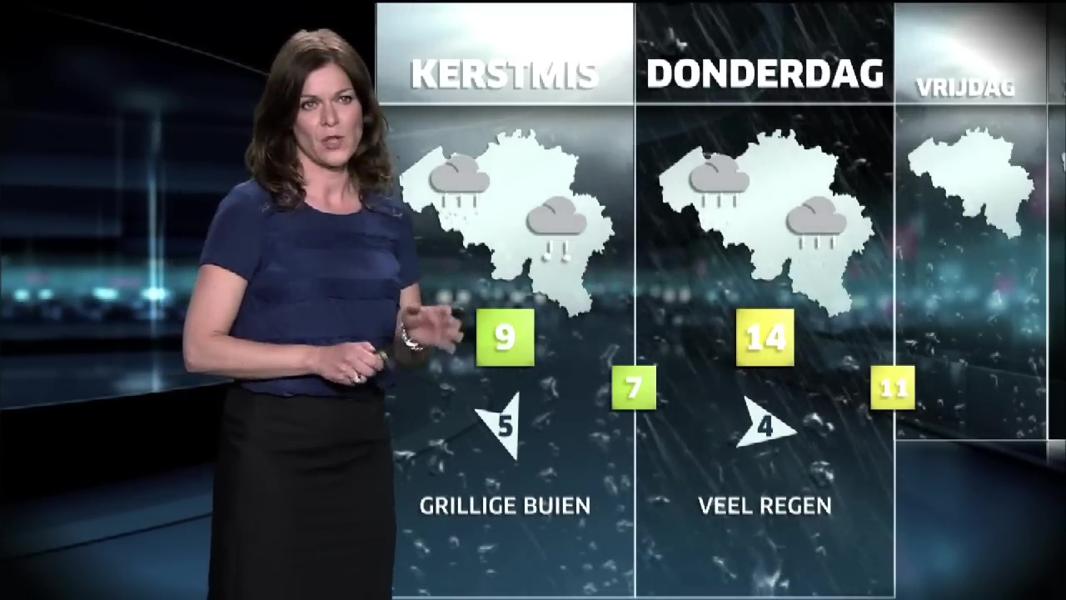 KERSTMIS
DONDERDAG
VRIJDAG
9
14
7
11
5
4
GRILLIGE BUIEN
VEEL REGEN